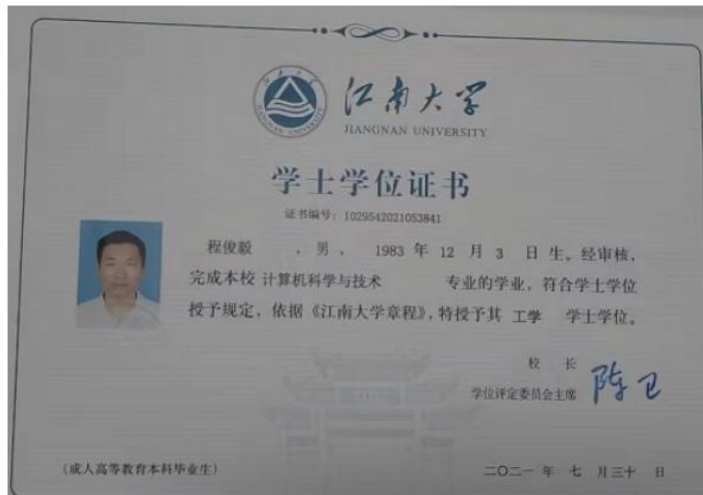 江南大学
JIANGNAN UNIVERSITY
学士学位证书
证书编号：1029542021053841
程俊毅 ，男， 1983 年 12 月 3 日生。经审核，
完成本校 计算机科学与技术 专业的学业，符合学士学位
授予规定，依据《江南大学章程》，特授予其 工学 学士学位。
校 长
学位评定委员会主席
陈卫
（成人高等教育本科毕业生）
二〇二一 年 七 月三十 日